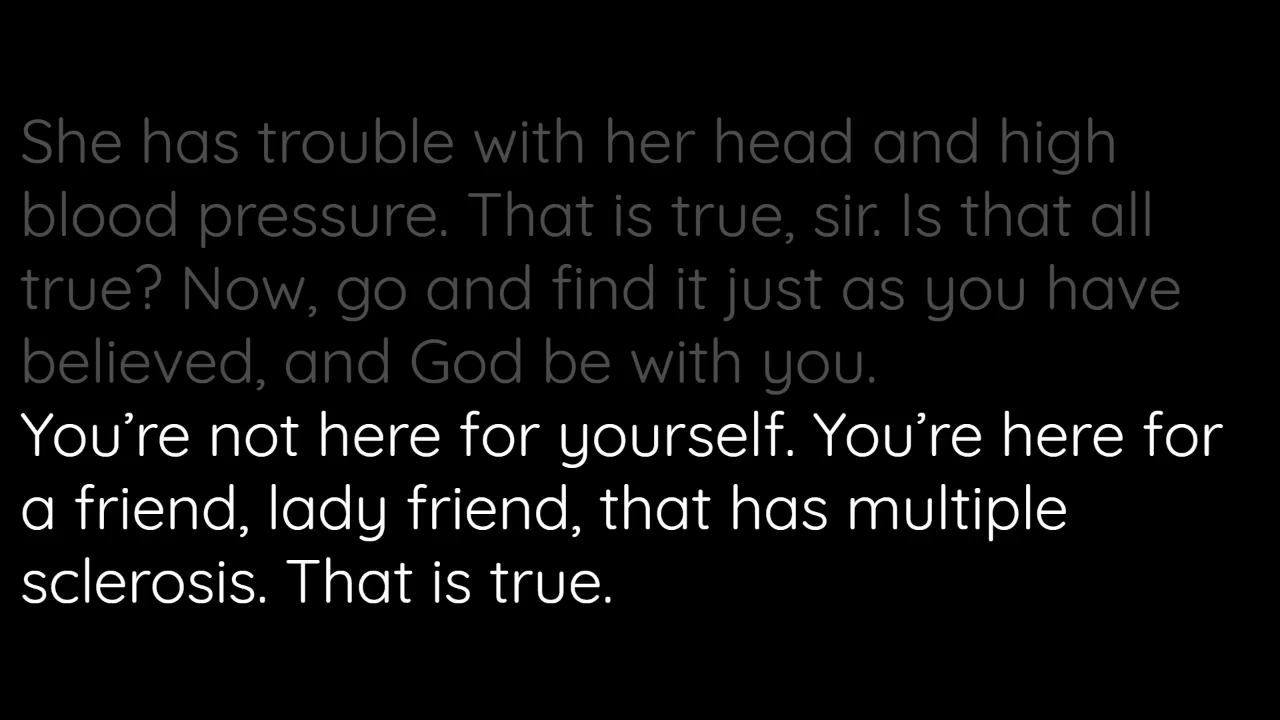 She has trouble with her head and high
blood pressure. That is true, sir. Is that all
true? Now, go and find it just as you have
believed, and God be with you.
You’re not here for yourself. You’re here for
a friend, lady friend, that has multiple
sclerosis. That is true.